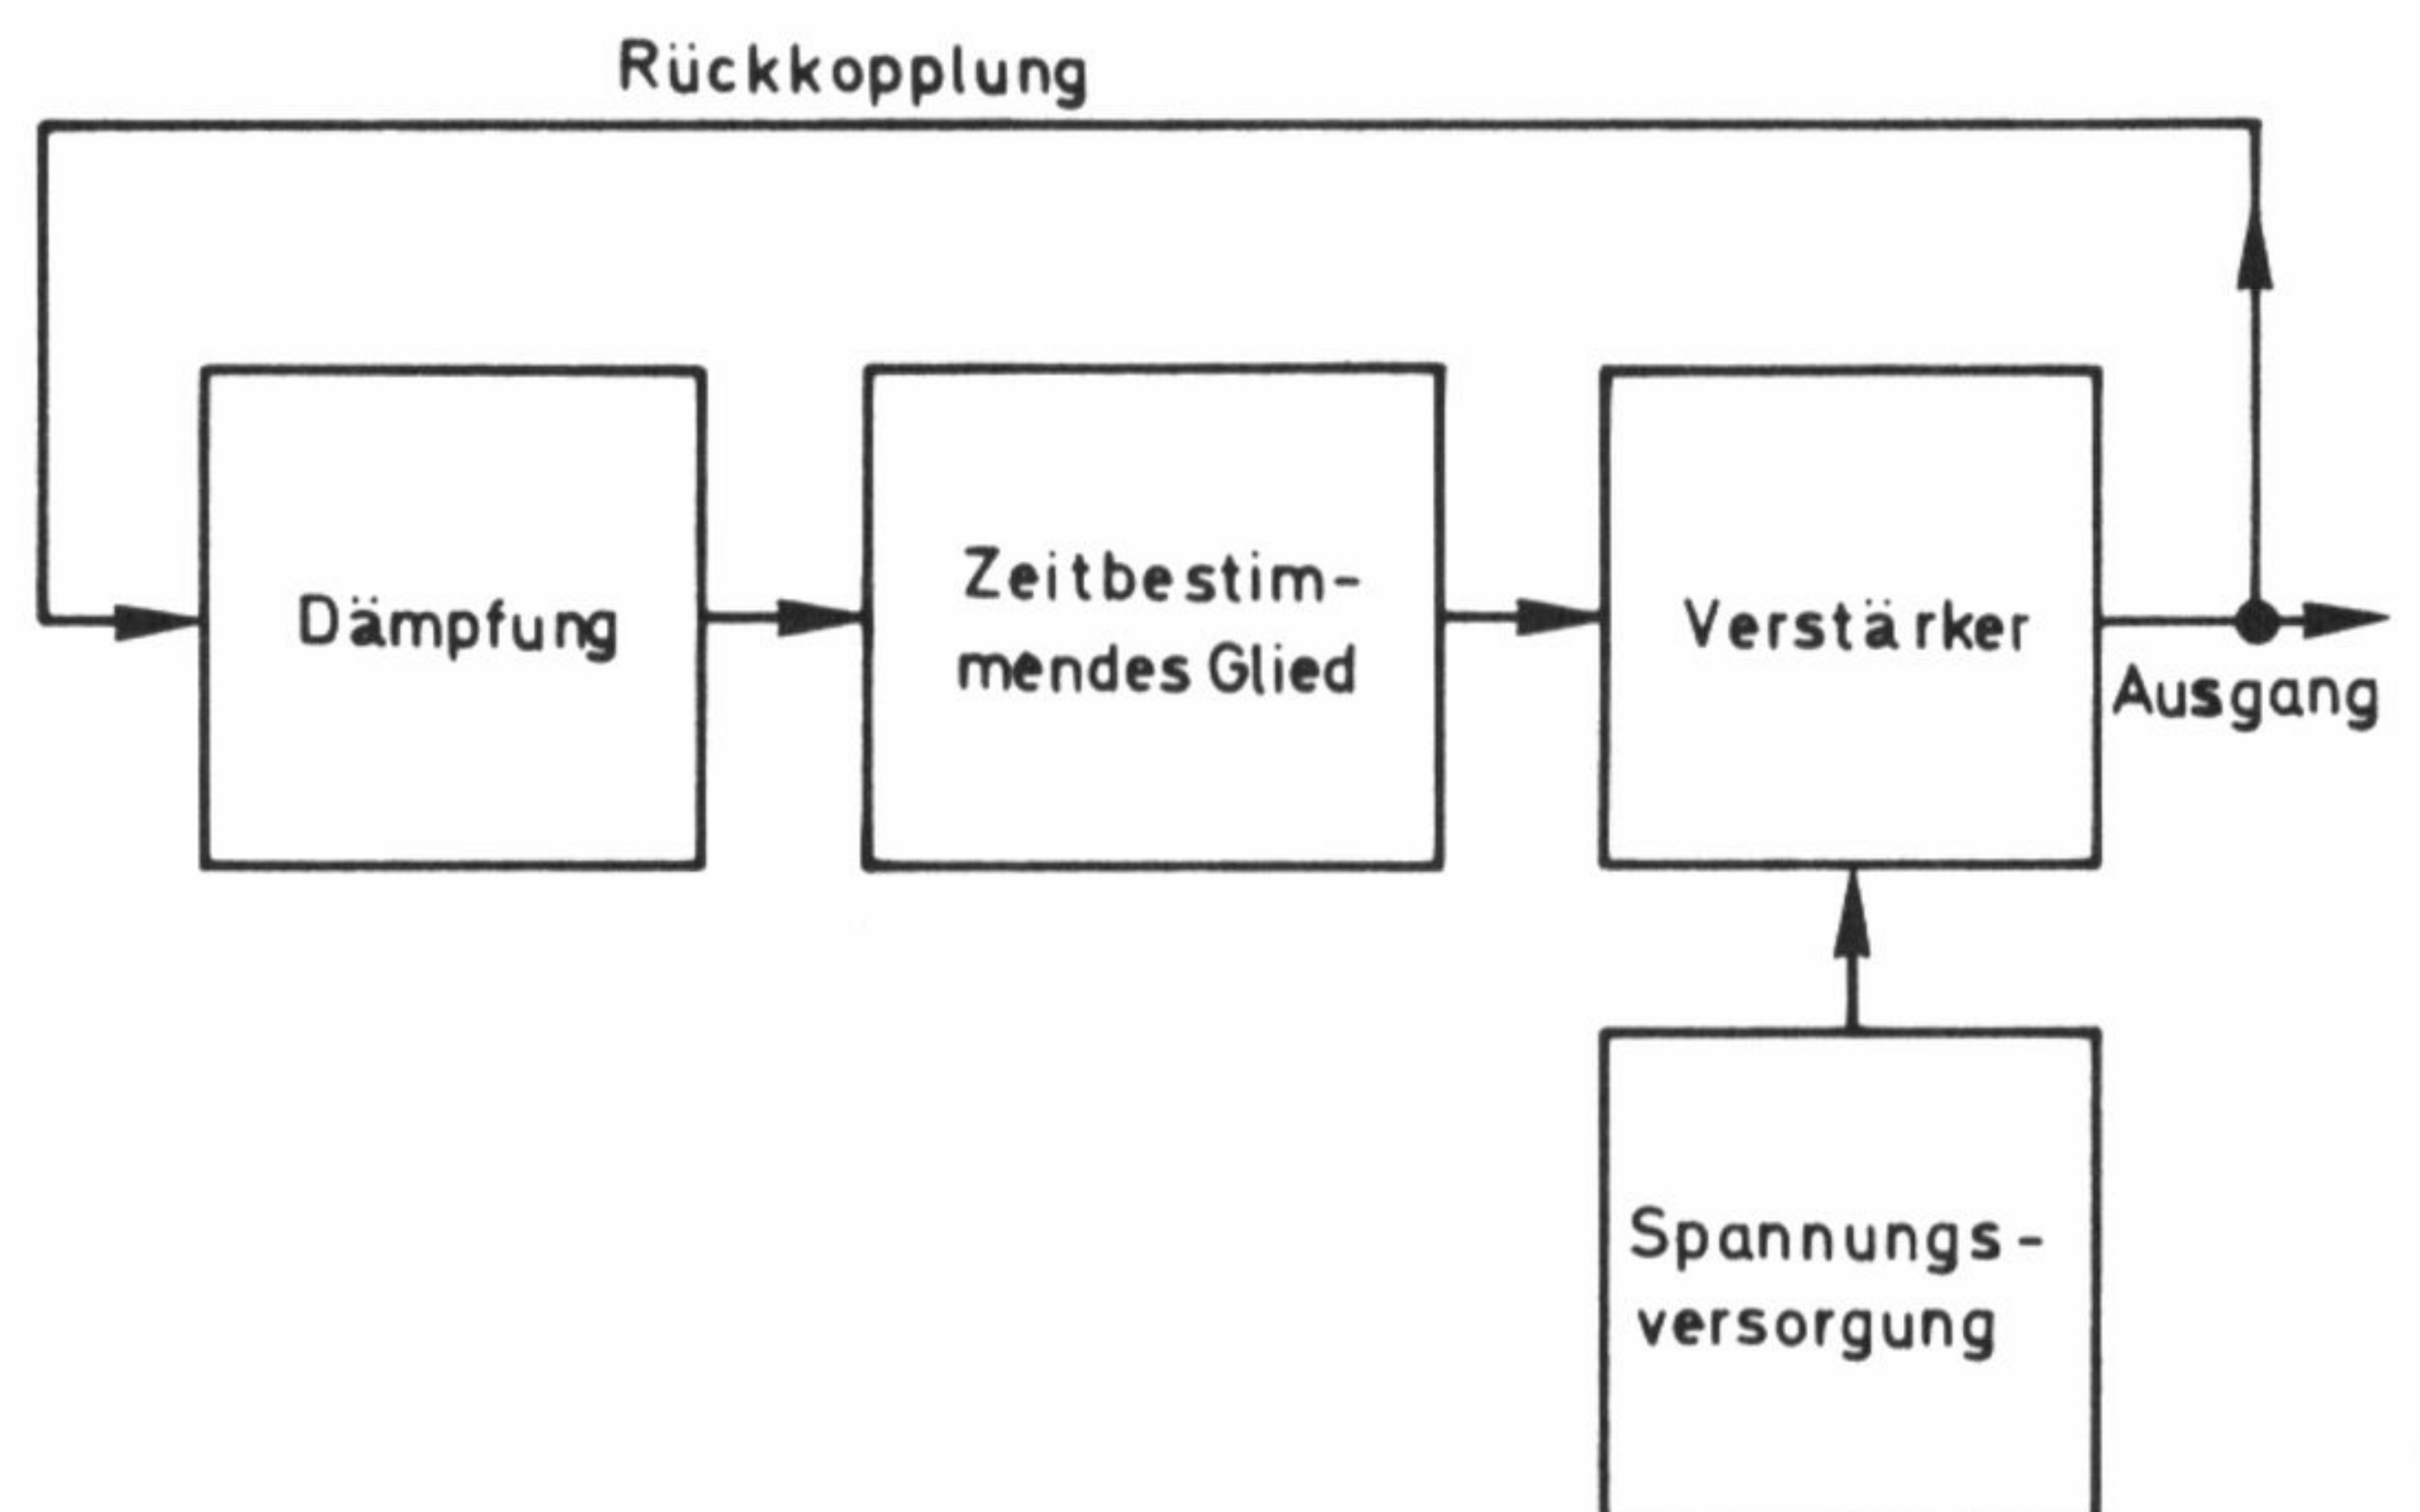 Rückkopplung
Dämpfung
Zeitbestim-
mendes Glied
Verstärker
Ausgang
Spannungs-
versorgung